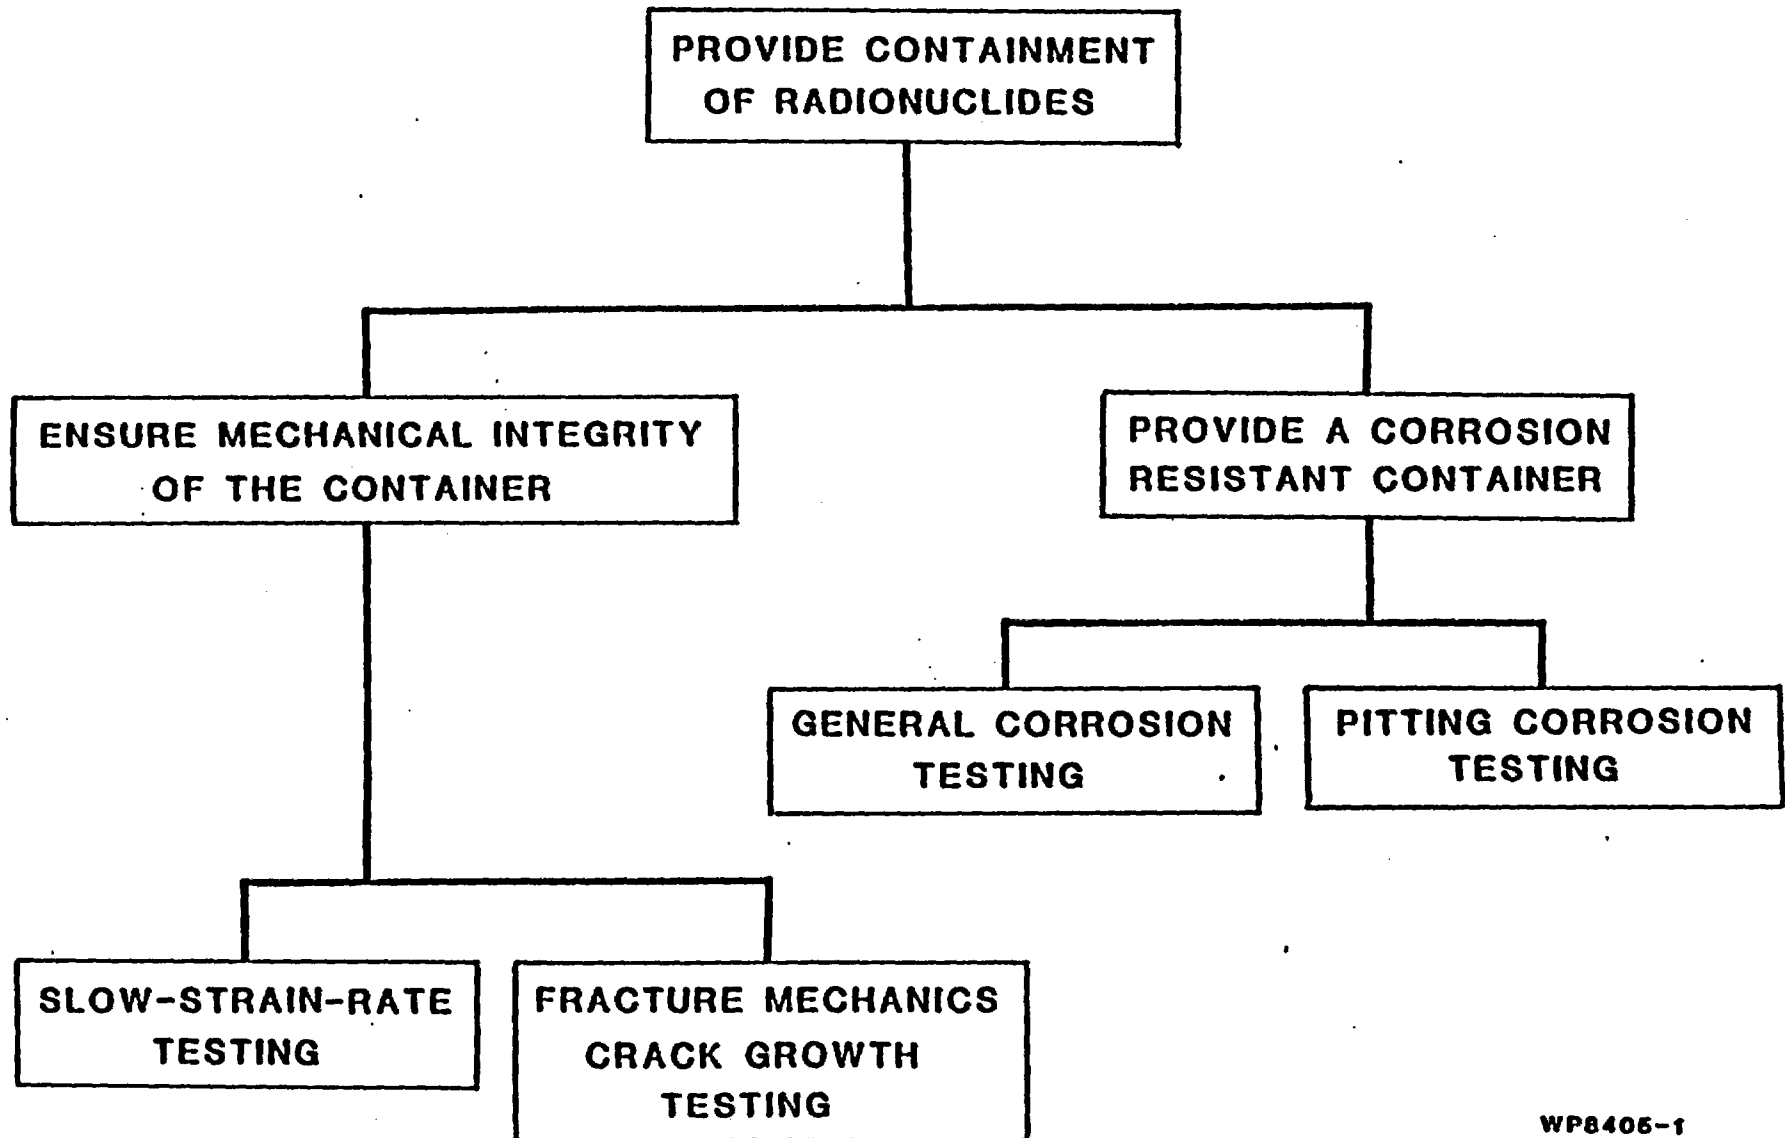 PROVIDE CONTAINMENT
OF RADIONUCLIDES
ENSURE MECHANICAL INTEGRITY
OF THE CONTAINER
PROVIDE A CORROSION
RESISTANT CONTAINER
GENERAL CORROSION
TESTING
PITTING CORROSION
TESTING
SLOW-STRAIN-RATE
TESTING
FRACTURE MECHANICS
CRACK GROWTH
TESTING
WP8405-1